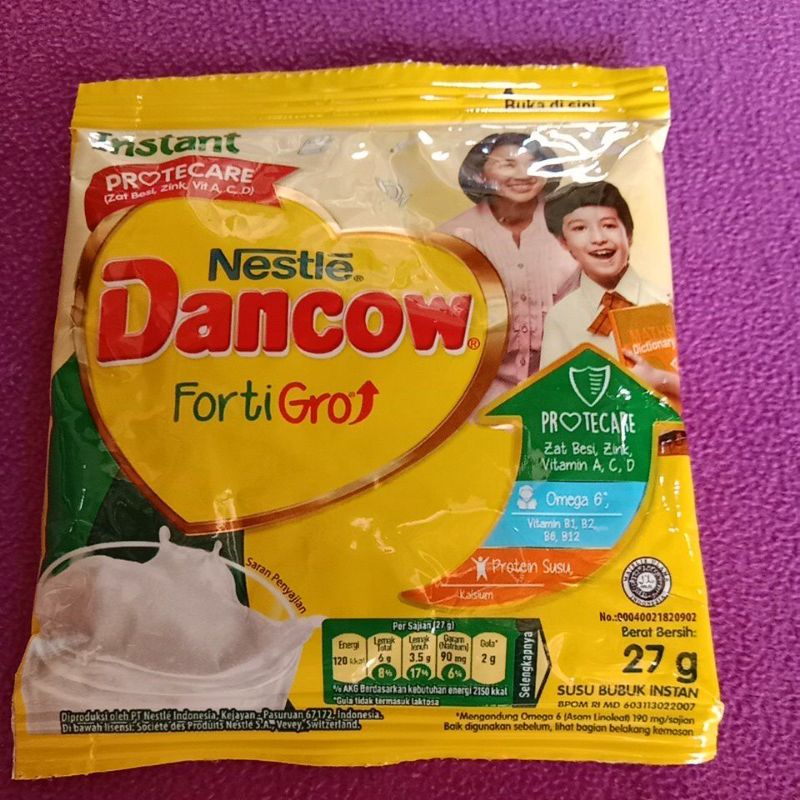 Buka di sini
Instant
PROTECARE
(Zat Besi, Zink, Vit A, C, D)
Nestlé®
Dancow®
FortiGro
MATHS
Dictionary
PROTECARE
Zat Besi, Zink,
Vitamin A, C, D
Omega 6*,
Vitamin B1, B2,
B6, B12
Protein Susu,
Kalsium
Saran Penyajian
INDONESIA
No.:00040021820902
Berat Bersih:
27 g
SUSU BUBUK INSTAN
BPOM RI MD 603113022007
Per Sajian (27 g)
Energi
120 kkal
Lemak Total
6 g
8%
Lemak Jenuh
3.5 g
17%
Garam (Natrium)
90 mg
6%
Gula*
2 g
% AKG Berdasarkan kebutuhan energi 2150 kkal
*Gula tidak termasuk laktosa
Selengkapnya
Diproduksi oleh PT Nestlé Indonesia, Kejayan - Pasuruan 67172, Indonesia.
Di bawah lisensi: Société des Produits Nestlé S.A., Vevey, Switzerland.
*Mengandung Omega 6 (Asam Linoleat) 190 mg/sajian
Baik digunakan sebelum, lihat bagian belakang kemasan